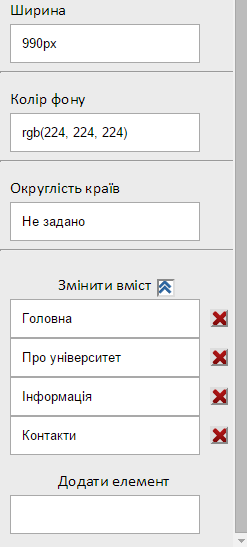 Ширина
990px
Колір фону
rgb(224, 224, 224)
Округлість країв
Не задано
Змінити вміст
Головна
Про університет
Інформація
Контакти
Додати елемент